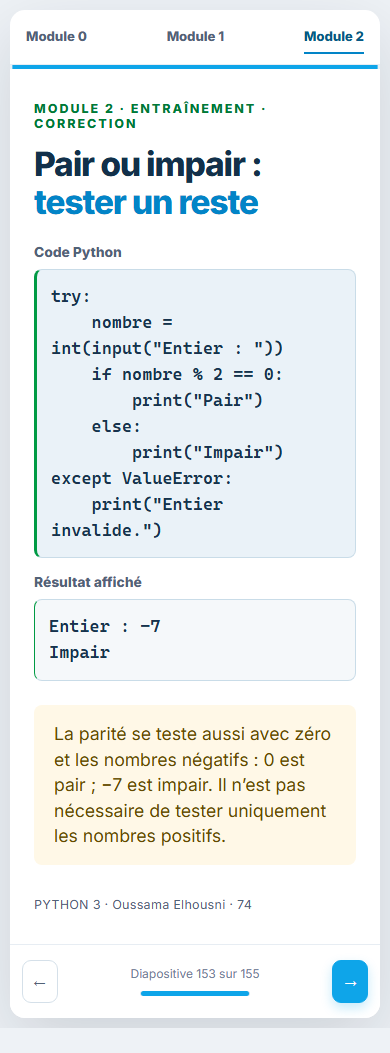 Module 0 Module 1 Module 2
MODULE 2 · ENTRAÎNEMENT ·
CORRECTION
Pair ou impair :
tester un reste
Code Python
try:
    nombre =
int(input("Entier : "))
    if nombre % 2 == 0:
        print("Pair")
    else:
        print("Impair")
except ValueError:
    print("Entier
invalide.")
Résultat affiché
Entier : −7
Impair
La parité se teste aussi avec zéro
et les nombres négatifs : 0 est
pair ; −7 est impair. Il n’est pas
nécessaire de tester uniquement
les nombres positifs.
PYTHON 3 · Oussama Elhousni · 74
← Diapositive 153 sur 155 →